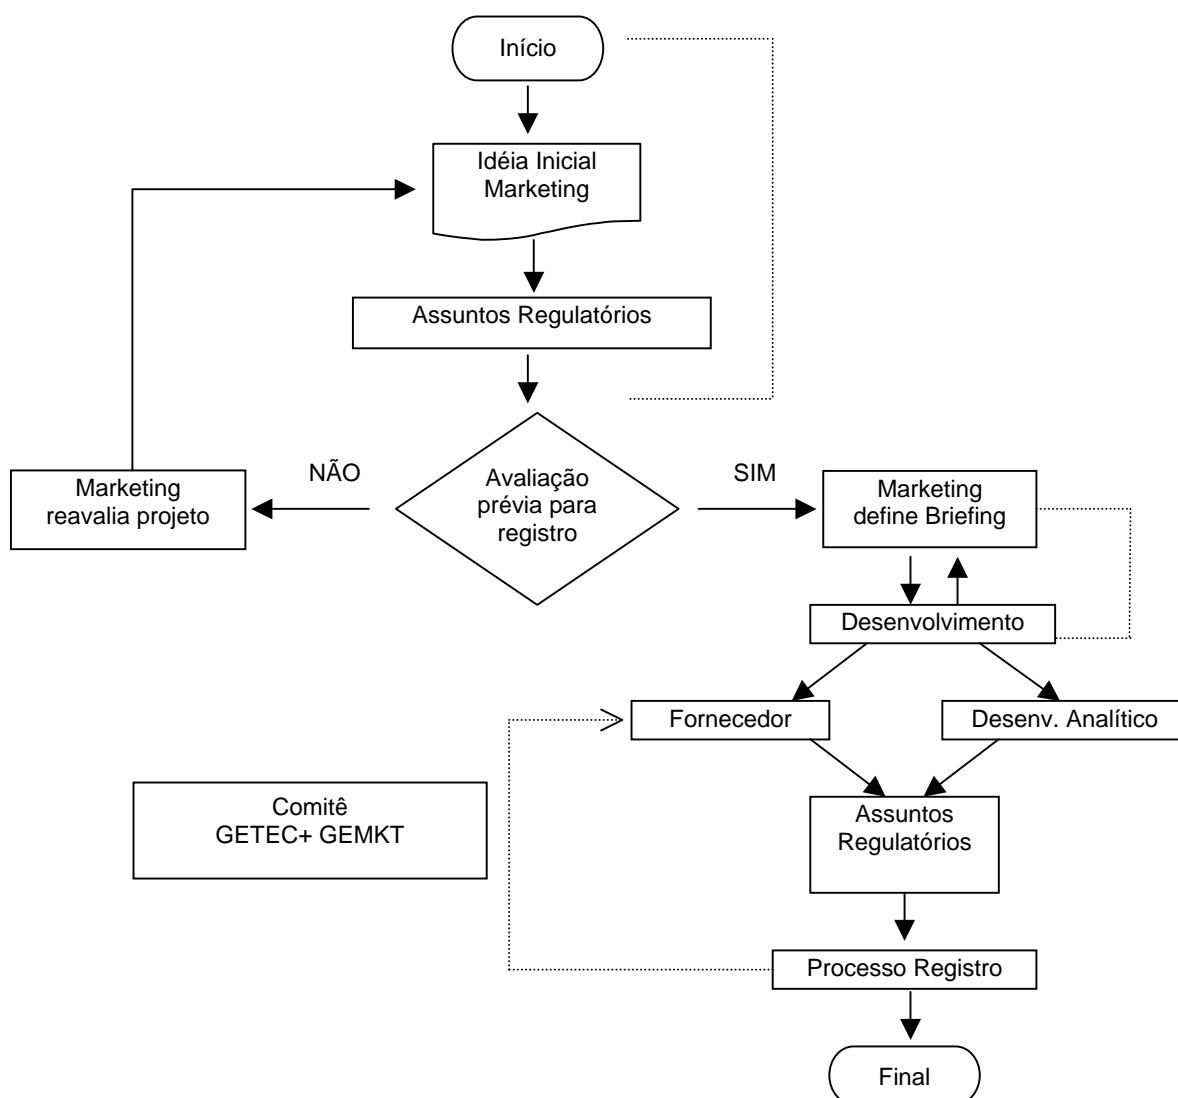 Início
Idéia Inicial
Marketing
Assuntos Regulatórios
NÃO
SIM
Avaliação
prévia para
registro
Marketing
reavalia projeto
Marketing
define Briefing
Desenvolvimento
Fornecedor
Desenv. Analítico
Comitê
GETEC+ GEMKT
Assuntos
Regulatórios
Processo Registro
Final